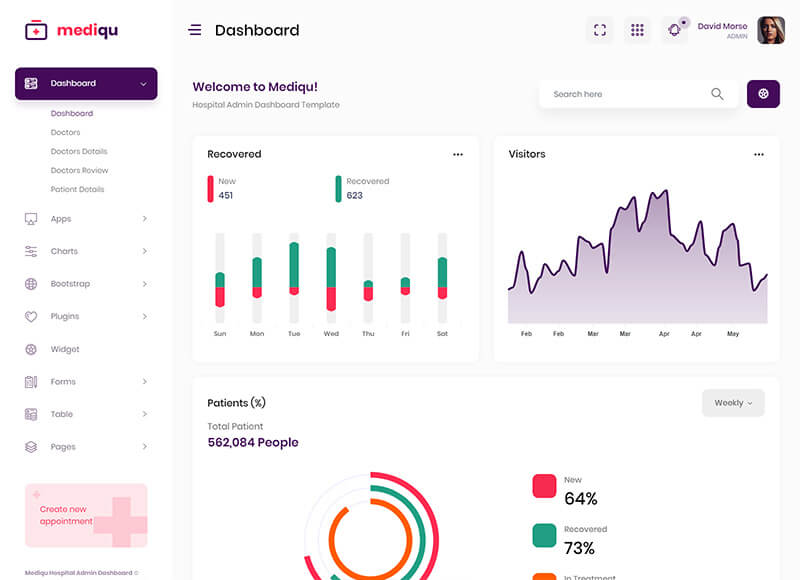 mediqu
Dashboard
David Morse
ADMIN
Dashboard
Dashboard
Doctors
Doctors Details
Doctors Review
Patient Details
Apps
Charts
Bootstrap
Plugins
Widget
Forms
Table
Pages
Create new
appointment
Mediqu Hospital Admin Dashboard ©
Welcome to Mediqu!
Hospital Admin Dashboard Template
Search here
Recovered
New
451
Recovered
623
Sun Mon Tue Wed Thu Fri Sat
Visitors
Feb Feb Mar Mar Apr Apr May
Patients (%)
Weekly
Total Patient
562,084 People
New
64%
Recovered
73%
In Treatment